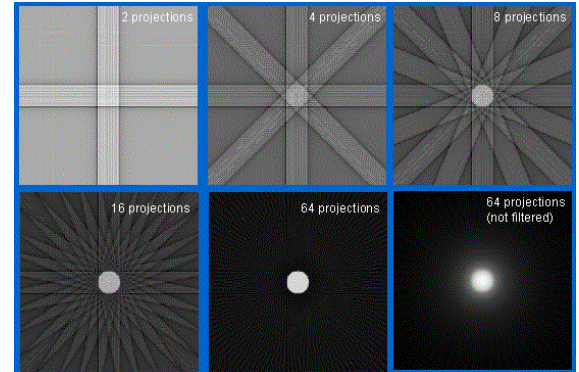 2 projections
4 projections
8 projections
16 projections
64 projections
64 projections
(not filtered)